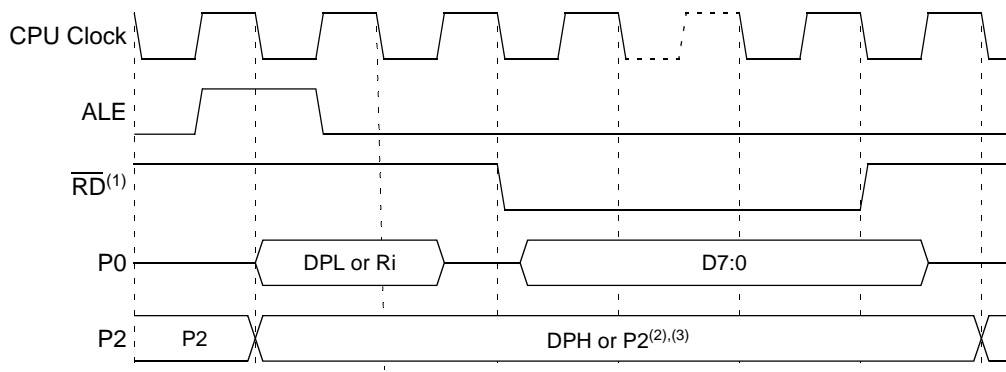 CPU Clock
ALE
RD(1)
P0
DPL or Ri
D7:0
P2
P2
DPH or P2(2),(3)